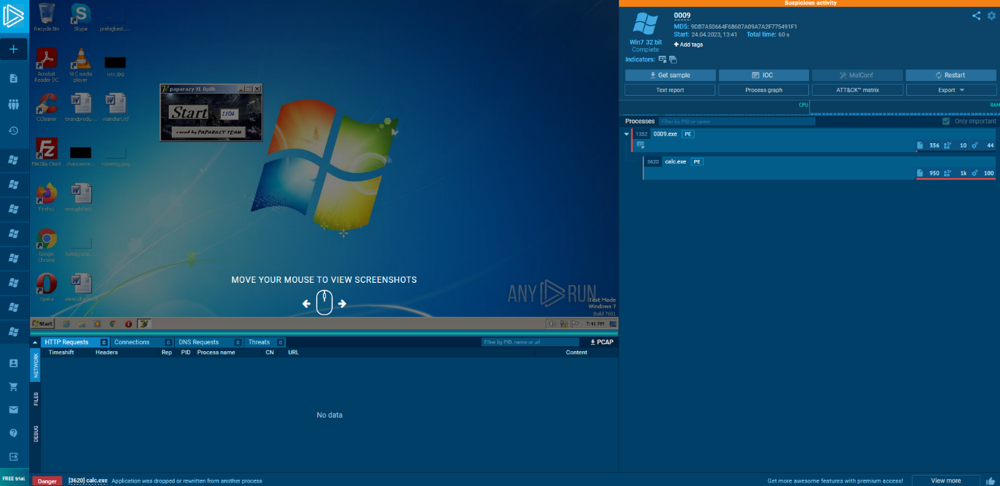 Suspicious activity
Recycle Bin
Skype
prehighest....
Acrobat
Reader DC
VLC media
player
usc.jpg
CCleaner
brandprodu...
viaindian.rtf
FileZilla Client
chanceeve...
votering.png
Firefox
enoughtlery...
Google
Chrome
holidaysna...
Opera
ideacultu...
paparazy XL 0p0k
Start
1104
cused by PAPARAZY TEAM
MOVE YOUR MOUSE TO VIEW SCREENSHOTS
ANY RUN
Test Mode
Windows 7
Build 7601
Start
7:41 PM
HTTP Requests 0
Connections 0
DNS Requests 0
Threats 0
Filter by PID, name or url
PCAP
Timeshift
Headers
Rep
PID
Process name
CN
URL
Content
NETWORK
FILES
DEBUG
No data
FREE trial
Danger
[3620] calc.exe
Application was dropped or rewritten from another process
0009
MD5: 9DB7A50664F68607A09A7A2F775491F1
Start: 24.04.2023, 13:41 Total time: 60 s
+ Add tags
Win7 32 bit
Complete
Indicators:
Get sample
IOC
MalConf
Restart
Text report
Process graph
ATT&CK™ matrix
Export
CPU
RAM
Processes
Filter by PID or name
Only important
1352 0009.exe PE
356 10 44
3620 calc.exe PE
950 1k 100
Get more awesome features with premium access!
View more